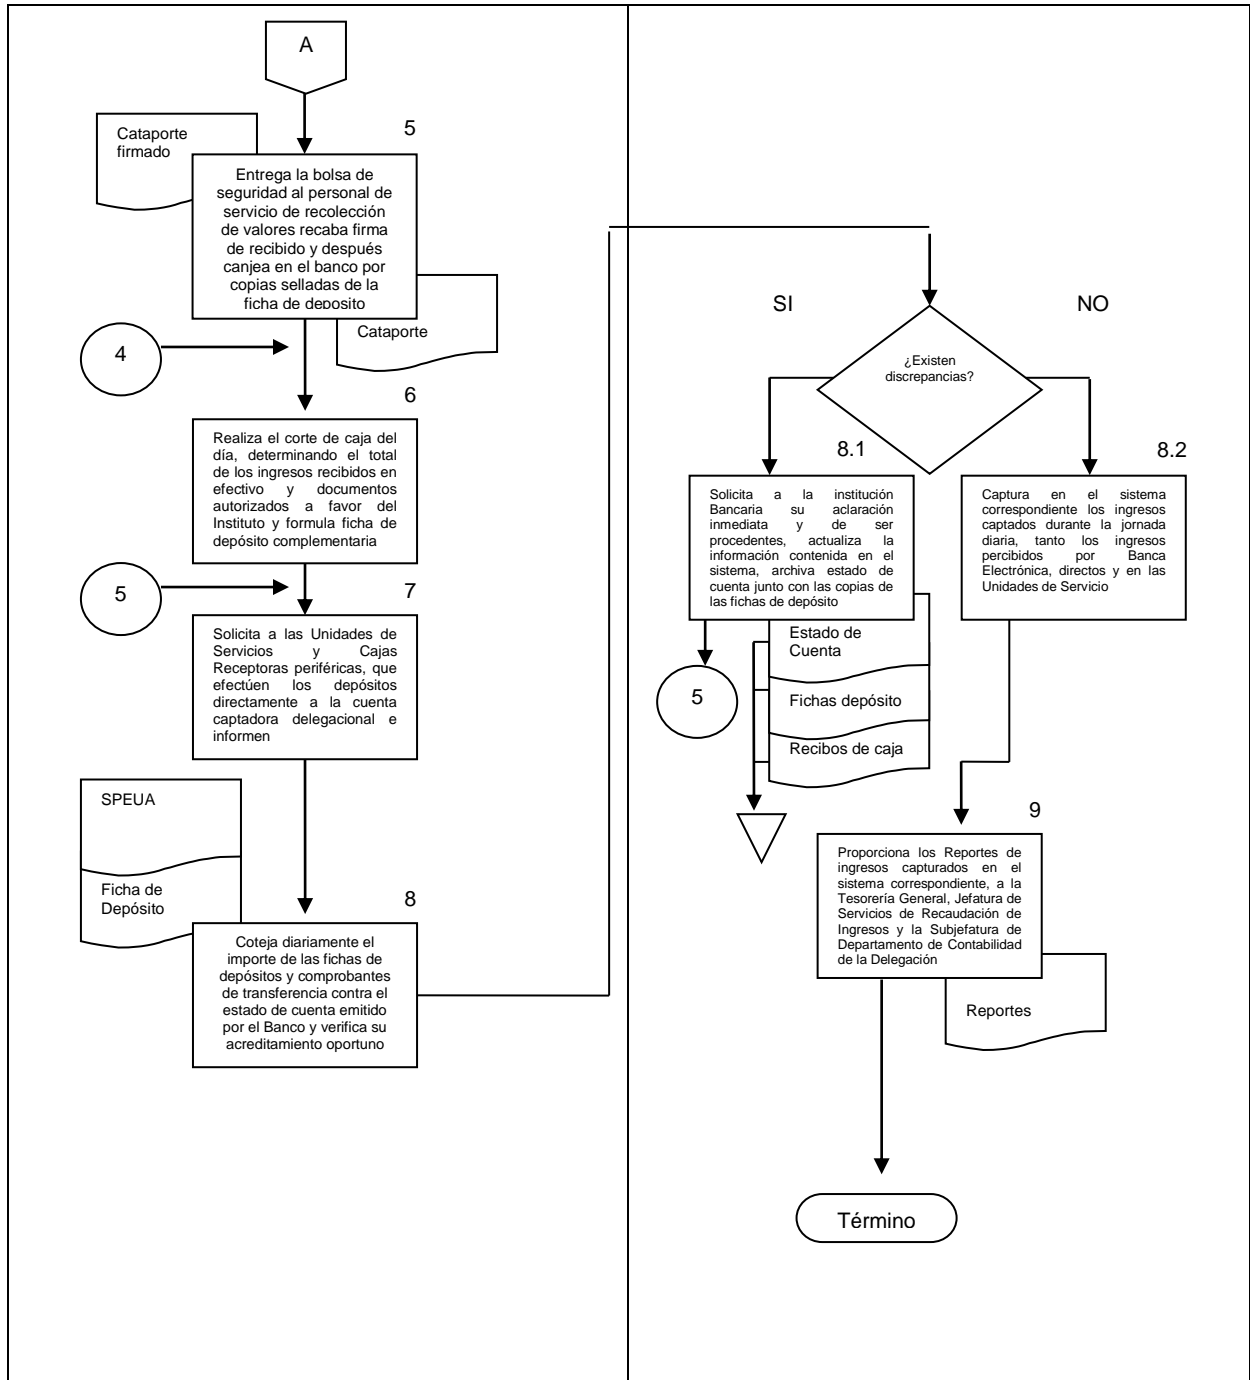 A
5
Cataporte
firmado
Entrega la bolsa de
seguridad al personal de
servicio de recolección
de valores recaba firma
de recibido y después
canjea en el banco por
copias selladas de la
ficha de deposito
Cataporte
4
6
Realiza el corte de caja del
día, determinando el total
de los ingresos recibidos en
efectivo y documentos
autorizados a favor del
Instituto y formula ficha de
depósito complementaria
5
7
Solicita a las Unidades de
Servicios y Cajas
Receptoras periféricas, que
efectúen los depósitos
directamente a la cuenta
captadora delegacional e
informen
SPEUA
Ficha de
Depósito
8
Coteja diariamente el
importe de las fichas de
depósitos y comprobantes
de transferencia contra el
estado de cuenta emitido
por el Banco y verifica su
acreditamiento oportuno
SI
NO
¿Existen
discrepancias?
8.1
Solicita a la institución
Bancaria su aclaración
inmediata y de ser
procedentes, actualiza la
información contenida en el
sistema, archiva estado de
cuenta junto con las copias de
las fichas de depósito
Estado de
Cuenta
5
Fichas depósito
Recibos de caja
8.2
Captura en el sistema
correspondiente los ingresos
captados durante la jornada
diaria, tanto los ingresos
percibidos por Banca
Electrónica, directos y en las
Unidades de Servicio
9
Proporciona los Reportes de
ingresos capturados en el
sistema correspondiente, a la
Tesorería General, Jefatura de
Servicios de Recaudación de
Ingresos y la Subjefatura de
Departamento de Contabilidad
de la Delegación
Reportes
Término